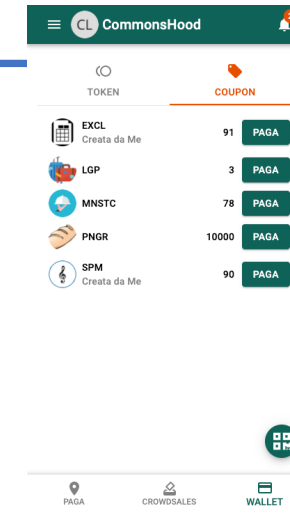 CL CommonsHood
TOKEN COUPON
EXCL 91 PAGA
Creata da Me
LGP 3 PAGA
MNSTC 78 PAGA
PNGR 10000 PAGA
SPM 90 PAGA
Creata da Me
PAGA CROWDSALES WALLET